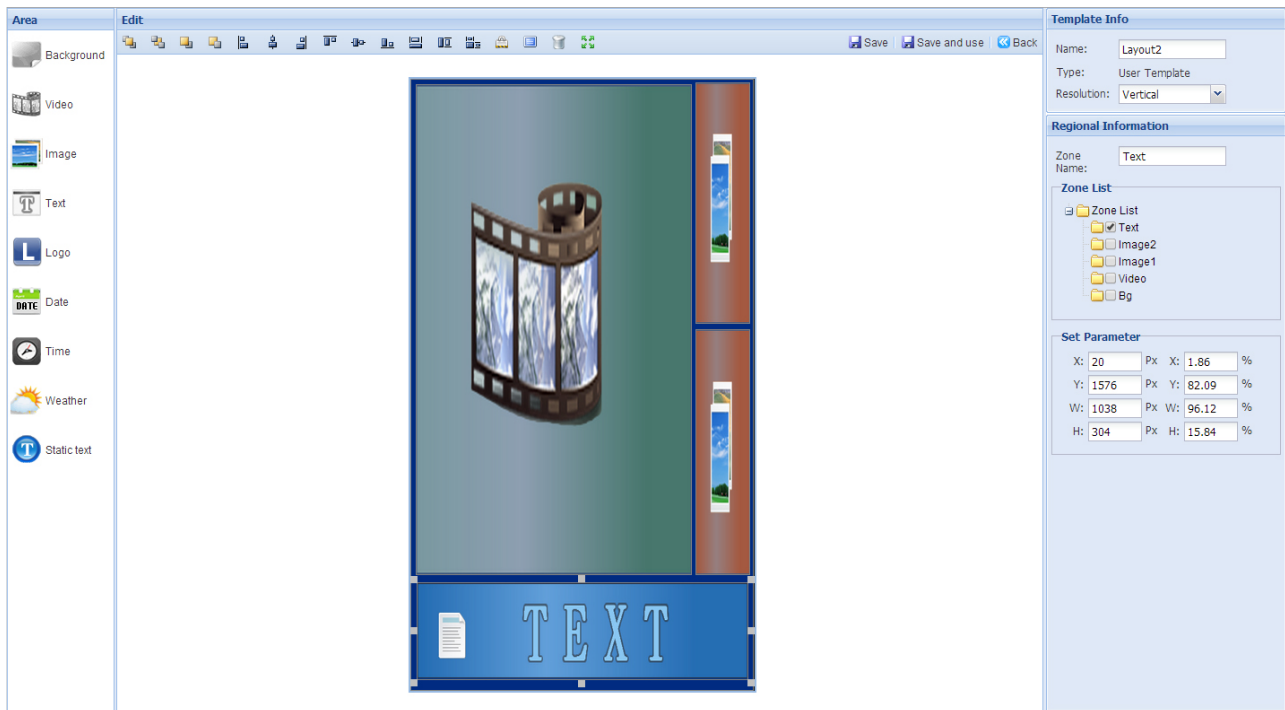 Area
Background
Video
Image
Text
Logo
DATE
Date
Time
Weather
Static text
Edit
Save
Save and use
Back
TEXT
Template Info
Name: Layout2
Type: User Template
Resolution: Vertical
Regional Information
Zone
Name: Text
Zone List
Zone List
Text
Image2
Image1
Video
Bg
Set Parameter
X: 20 Px X: 1.86 %
Y: 1576 Px Y: 82.09 %
W: 1038 Px W: 96.12 %
H: 304 Px H: 15.84 %